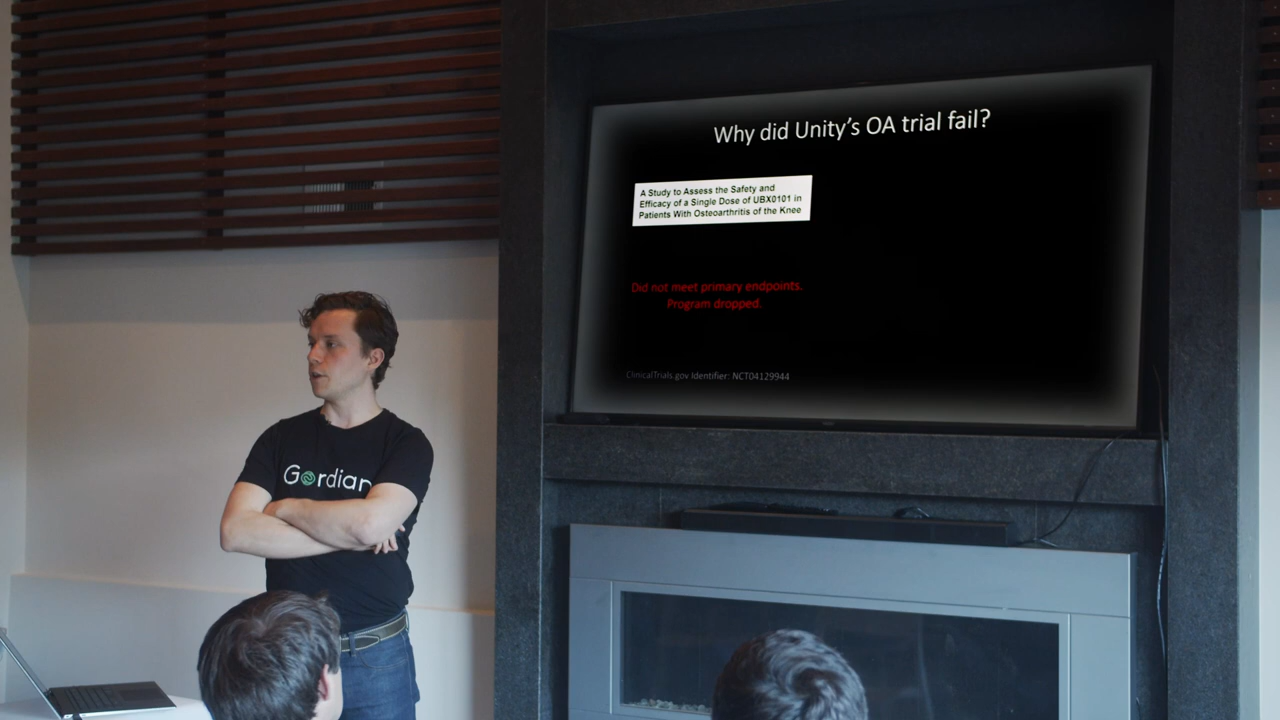 Why did Unity's OA trial fail?
A Study to Assess the Safety and
Efficacy of a Single Dose of UBX0101 in
Patients With Osteoarthritis of the Knee
Did not meet primary endpoints.
Program dropped.
ClinicalTrials.gov Identifier: NCT04129944
Gordian